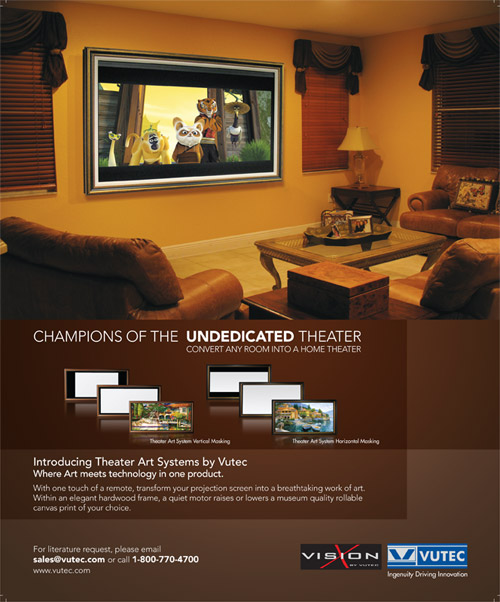 CHAMPIONS OF THE UNDEDICATED THEATER
CONVERT ANY ROOM INTO A HOME THEATER
Theater Art System Vertical Masking
Theater Art System Horizontal Masking
Introducing Theater Art Systems by Vutec
Where Art meets technology in one product.
With one touch of a remote, transform your projection screen into a breathtaking work of art.
Within an elegant hardwood frame, a quiet motor raises or lowers a museum quality rollable
canvas print of your choice.
For literature request, please email
sales@vutec.com or call 1-800-770-4700
www.vutec.com
VISION
BY VUTEC
VUTEC
Ingenuity Driving Innovation